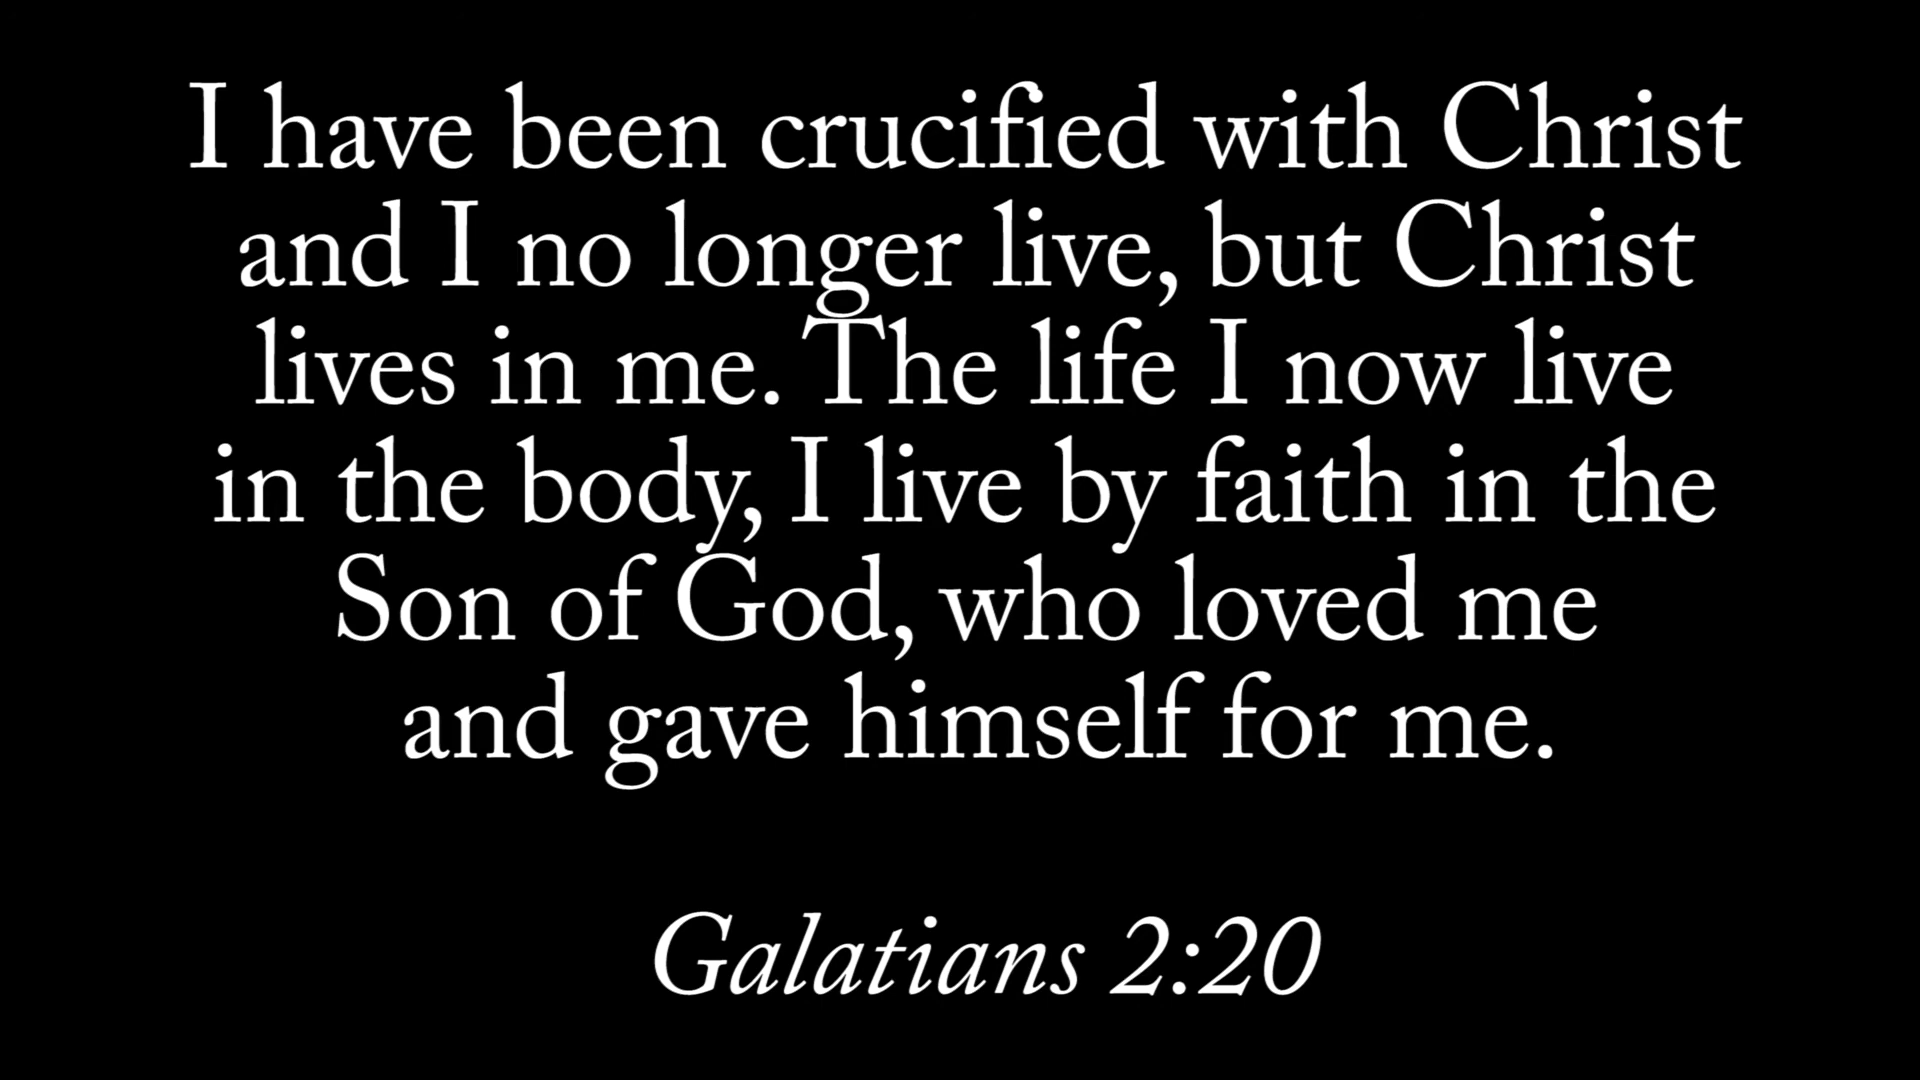 I have been crucified with Christ
and I no longer live, but Christ
lives in me. The life I now live
in the body, I live by faith in the
Son of God, who loved me
and gave himself for me.
Galatians 2:20